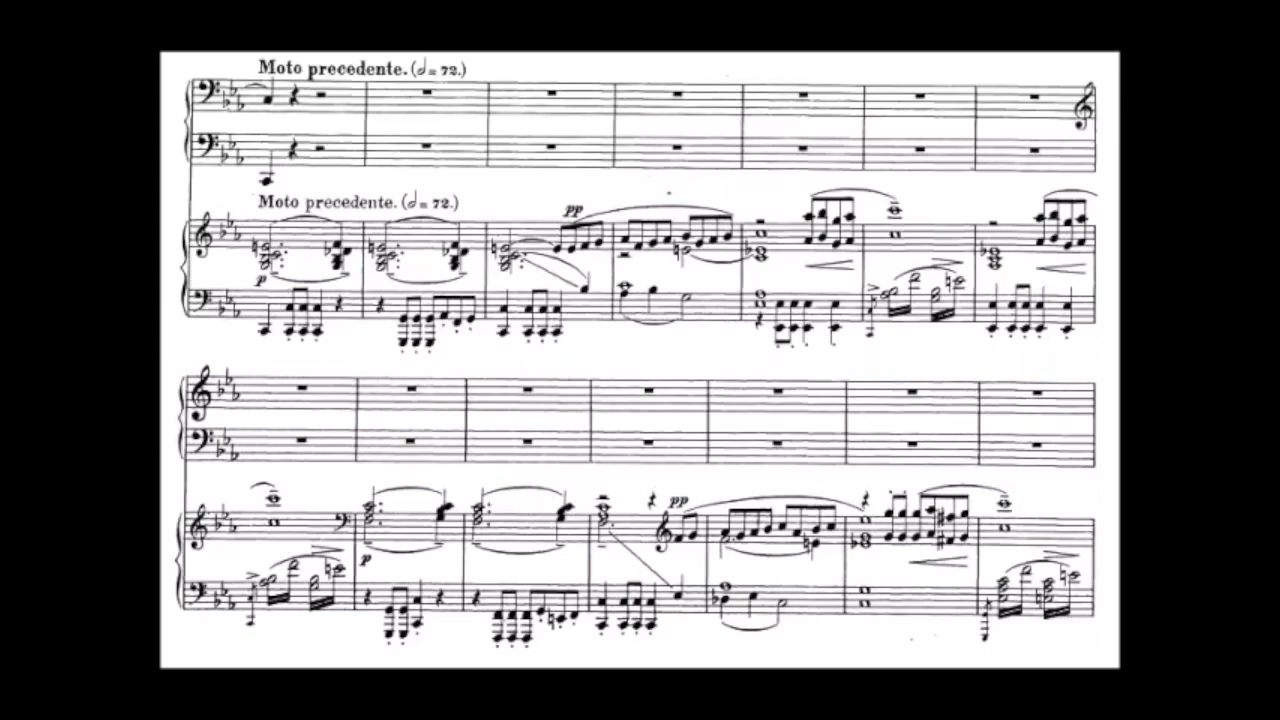 Moto precedente. (𝅗𝅥 = 72.)
Moto precedente. (𝅗𝅥 = 72.)
pp
p
pp
p